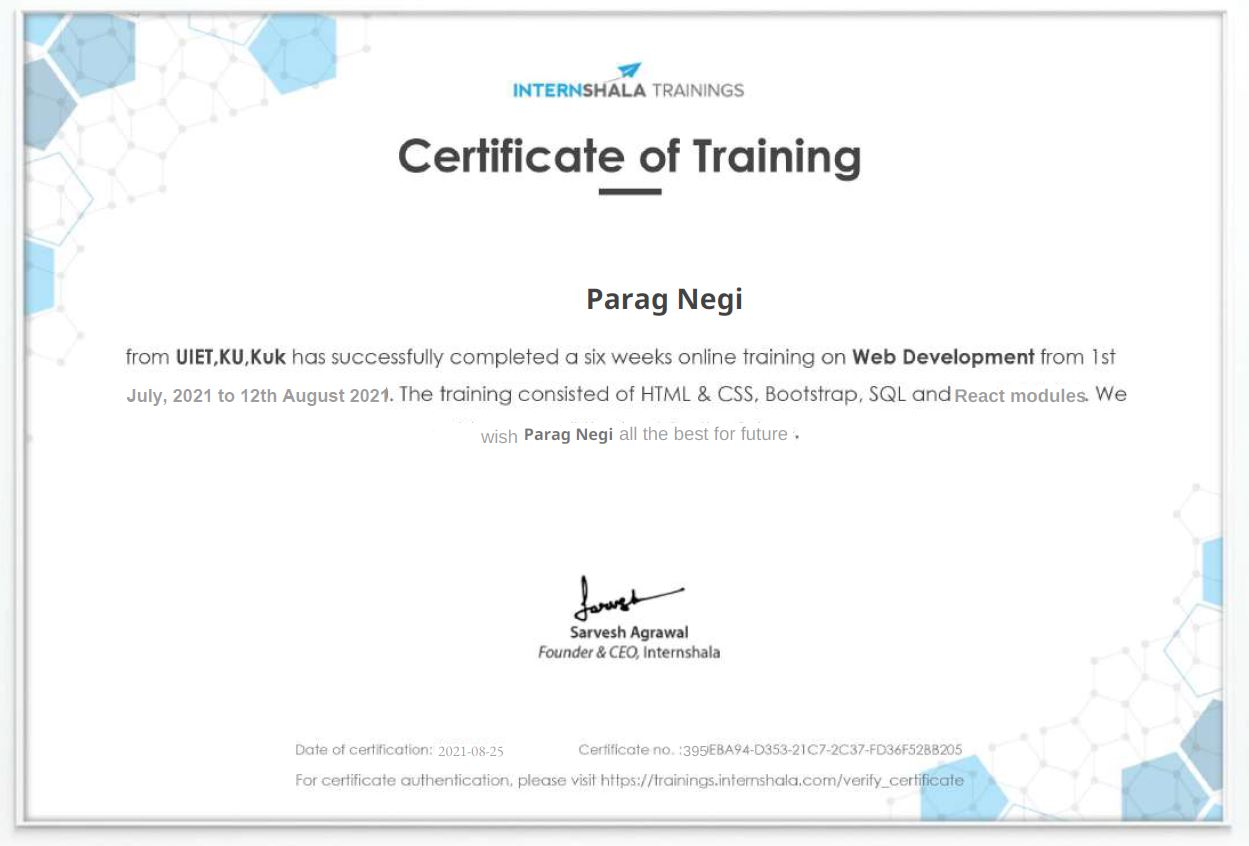 INTERNSHALA TRAININGS
Certificate of Training
Parag Negi
from UIET,KU,Kuk has successfully completed a six weeks online training on Web Development from 1st
July, 2021 to 12th August 2021. The training consisted of HTML & CSS, Bootstrap, SQL and React modules. We
wish Parag Negi all the best for future .
Sarvesh Agrawal
Founder & CEO, Internshala
Date of certification: 2021-08-25 Certificate no. :395EBA94-D353-21C7-2C37-FD36F52BB205
For certificate authentication, please visit https://trainings.internshala.com/verify_certificate